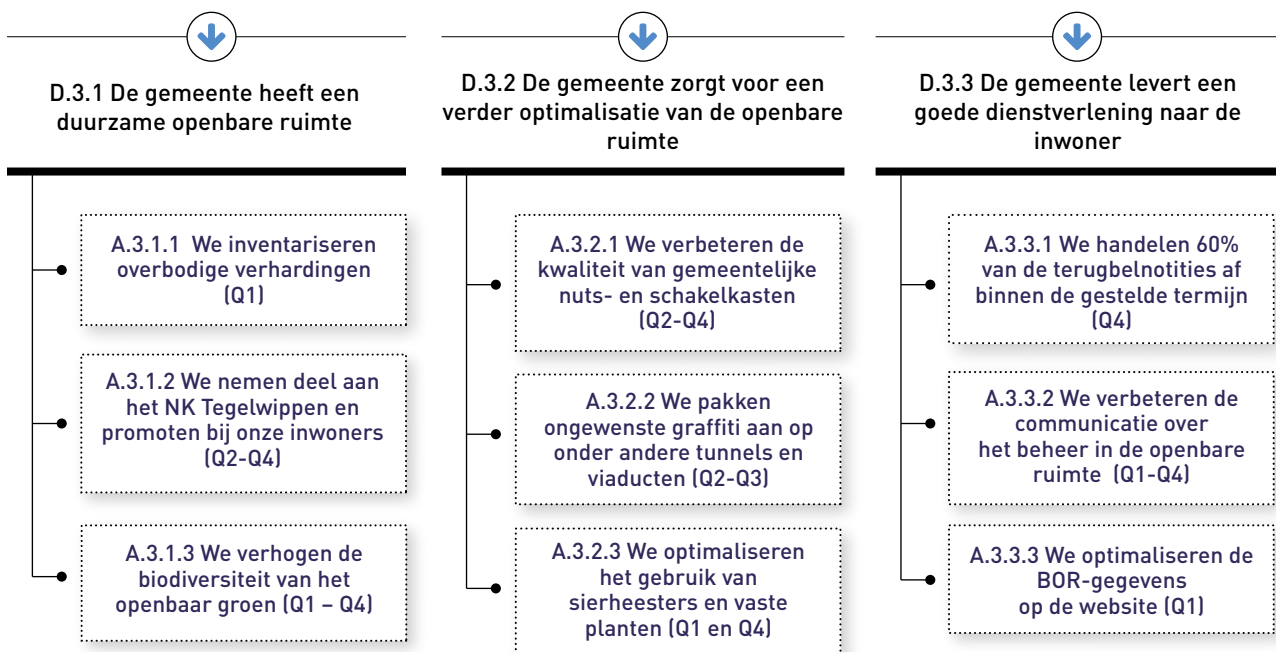 D.3.1 De gemeente heeft een
duurzame openbare ruimte
A.3.1.1 We inventariseren
overbodige verhardingen
(Q1)
A.3.1.2 We nemen deel aan
het NK Tegelwippen en
promoten bij onze inwoners
(Q2-Q4)
A.3.1.3 We verhogen de
biodiversiteit van het
openbaar groen (Q1 – Q4)
D.3.2 De gemeente zorgt voor een
verder optimalisatie van de openbare
ruimte
A.3.2.1 We verbeteren de
kwaliteit van gemeentelijke
nuts- en schakelkasten
(Q2-Q4)
A.3.2.2 We pakken
ongewenste graffiti aan op
onder andere tunnels en
viaducten (Q2-Q3)
A.3.2.3 We optimaliseren
het gebruik van
sierheesters en vaste
planten (Q1 en Q4)
D.3.3 De gemeente levert een
goede dienstverlening naar de
inwoner
A.3.3.1 We handelen 60%
van de terugbelnotities af
binnen de gestelde termijn
(Q4)
A.3.3.2 We verbeteren de
communicatie over
het beheer in de openbare
ruimte (Q1-Q4)
A.3.3.3 We optimaliseren de
BOR-gegevens
op de website (Q1)